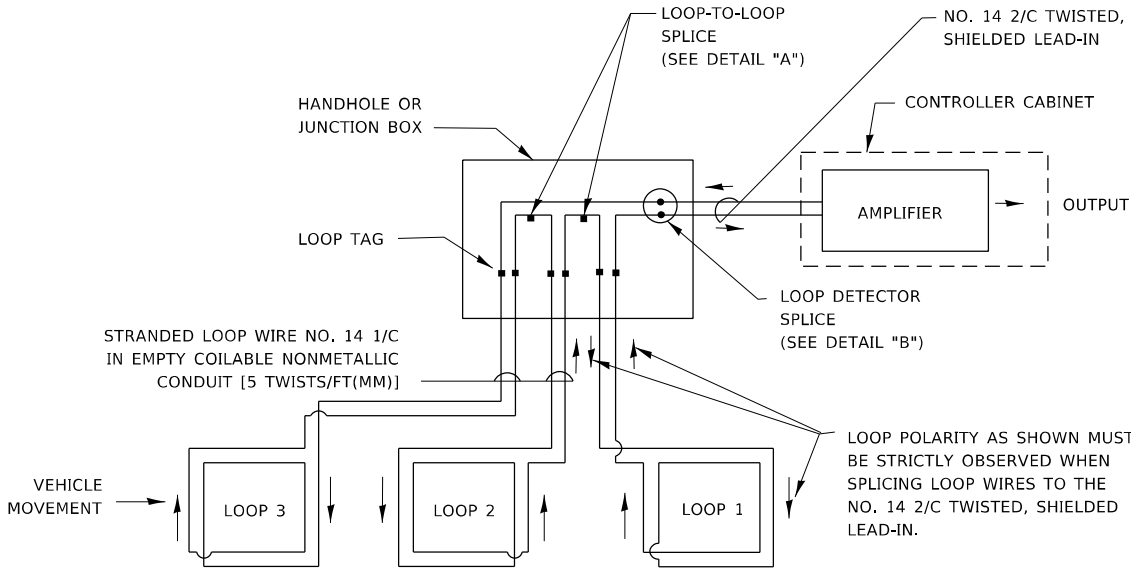 LOOP-TO-LOOP
SPLICE
(SEE DETAIL "A")
NO. 14 2/C TWISTED,
SHIELDED LEAD-IN
HANDHOLE OR
JUNCTION BOX
CONTROLLER CABINET
AMPLIFIER
OUTPUT
LOOP TAG
LOOP DETECTOR
SPLICE
(SEE DETAIL "B")
STRANDED LOOP WIRE NO. 14 1/C
IN EMPTY COILABLE NONMETALLIC
CONDUIT [5 TWISTS/FT(MM)]
LOOP POLARITY AS SHOWN MUST
BE STRICTLY OBSERVED WHEN
SPLICING LOOP WIRES TO THE
NO. 14 2/C TWISTED, SHIELDED
LEAD-IN.
VEHICLE
MOVEMENT
LOOP 3
LOOP 2
LOOP 1